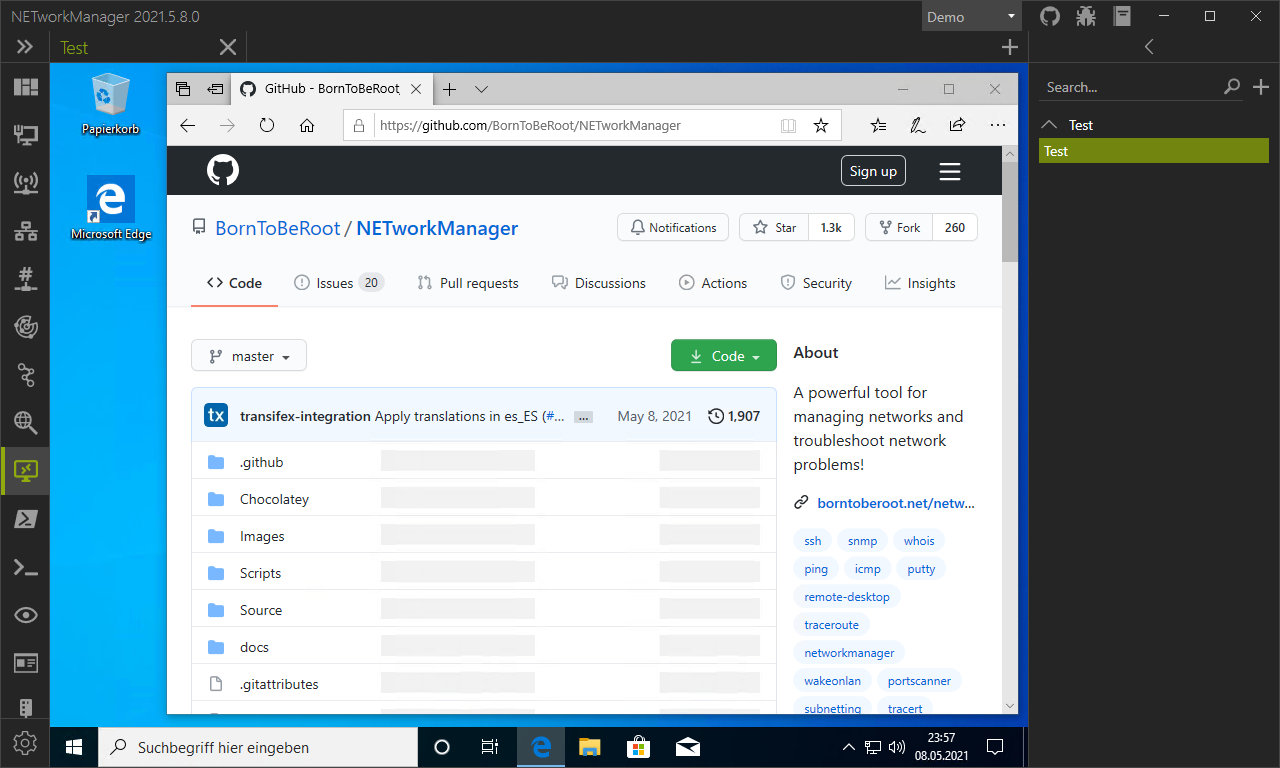 NETworkManager 2021.5.8.0
Demo
Test
Search...
Test
Test
Papierkorb
Microsoft Edge
GitHub - BornToBeRoot
https://github.com/BornToBeRoot/NETworkManager
Sign up
BornToBeRoot / NETworkManager
Notifications
Star 1.3k
Fork 260
Code
Issues 20
Pull requests
Discussions
Actions
Security
Insights
master
Code
tx transifex-integration Apply translations in es_ES (#... ... May 8, 2021 1,907
.github
Chocolatey
Images
Scripts
Source
docs
.gitattributes
About
A powerful tool for
managing networks and
troubleshoot network
problems!
borntoberoot.net/netw...
ssh snmp whois
ping icmp putty
remote-desktop
traceroute
networkmanager
wakeonlan portscanner
subnetting tracert
Suchbegriff hier eingeben
23:57
08.05.2021